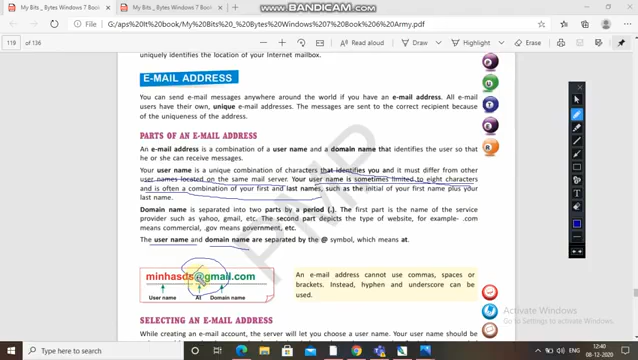 www.BANDICAM.com
My Bits _ Bytes Windows 7 Book
My Bits _ Bytes Windows 7 B
G:/aps It book/My%20Bits%20_%20Bytes%20Windows%207%20Book%206%20Army.pdf
119 of 136
Read aloud
Draw
Highlight
Erase
uniquely identifies the location of your Internet mailbox.
E-MAIL ADDRESS
You can send e-mail messages anywhere around the world if you have an e-mail address. All e-mail
users have their own, unique e-mail addresses. The messages are sent to the correct recipient because
of the uniqueness of the address.
PARTS OF AN E-MAIL ADDRESS
An e-mail address is a combination of a user name and a domain name that identifies the user so that
he or she can receive messages.
Your user name is a unique combination of characters that identifies you and it must differ from other
user names located on the same mail server. Your user name is sometimes limited to eight characters
and is often a combination of your first and last names, such as the initial of your first name plus your
last name.
Domain name is separated into two parts by a period (.). The first part is the name of the service
provider such as yahoo, gmail, etc. The second part depicts the type of website, for example- .com
means commercial, .gov means government, etc.
The user name and domain name are separated by the @ symbol, which means at.
minhasds@gmail.com
User name At Domain name
An e-mail address cannot use commas, spaces or
brackets. Instead, hyphen and underscore can be
used.
SELECTING AN E-MAIL ADDRESS
While creating an e-mail account, the server will let you choose a user name. Your user name should be
PDF
Activate Windows
Go to Settings to activate Windows.
Type here to search
ENG
12:40
08-12-2020